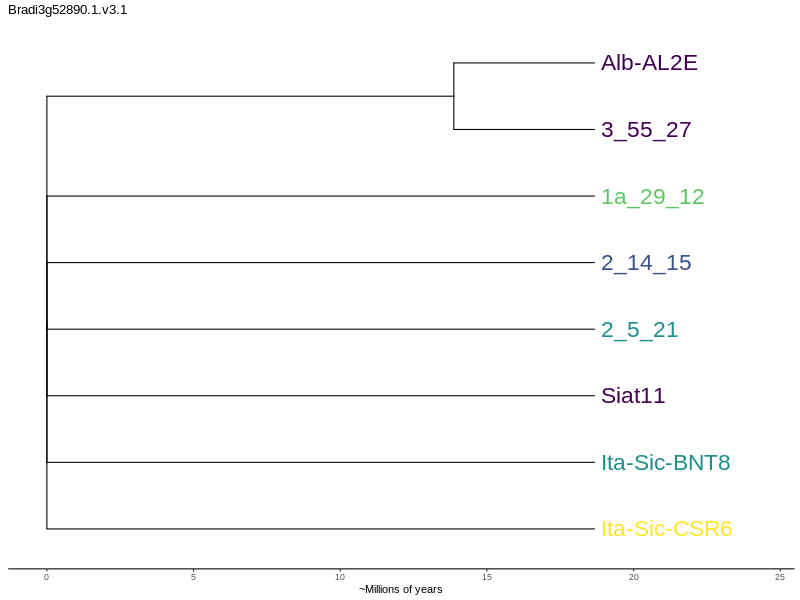 Bradi3g52890.1.v3.1
Alb-AL2E
3_55_27
1a_29_12
2_14_15
2_5_21
Siat11
Ita-Sic-BNT8
Ita-Sic-CSR6
0 5 10 15 20 25
~Millions of years